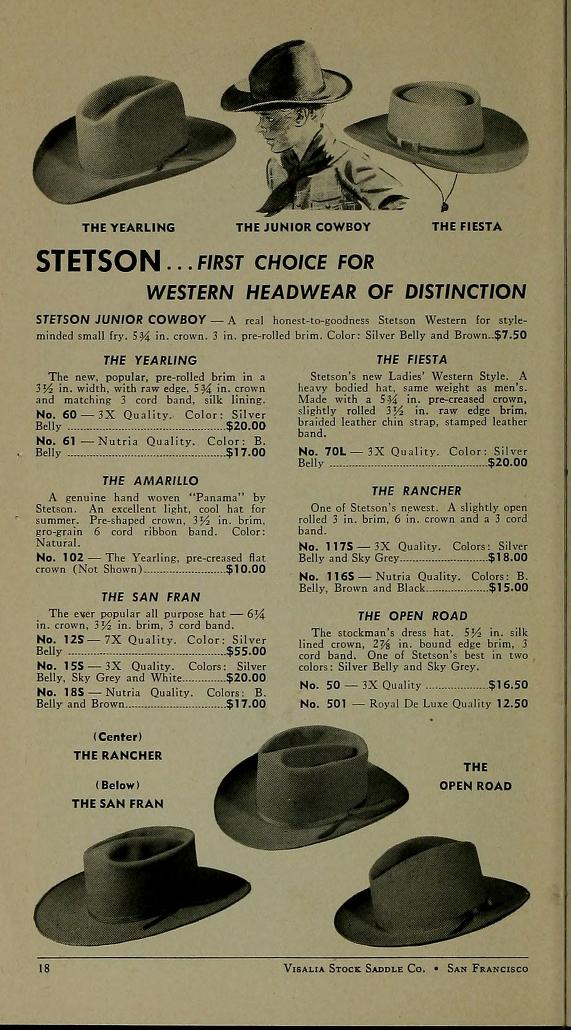 THE YEARLING
THE JUNIOR COWBOY
THE FIESTA
STETSON...FIRST CHOICE FOR
WESTERN HEADWEAR OF DISTINCTION
STETSON JUNIOR COWBOY — A real honest-to-goodness Stetson Western for style-
minded small fry. 5¾ in. crown. 3 in. pre-rolled brim. Color: Silver Belly and Brown..$7.50
THE YEARLING
The new, popular, pre-rolled brim in a
3½ in. width, with raw edge, 5¾ in. crown
and matching 3 cord band, silk lining.
No. 60 — 3X Quality. Color: Silver
Belly ........................................$20.00
No. 61 — Nutria Quality. Color: B.
Belly ........................................$17.00
THE AMARILLO
A genuine hand woven "Panama" by
Stetson. An excellent light, cool hat for
summer. Pre-shaped crown, 3½ in. brim,
gro-grain 6 cord ribbon band. Color:
Natural.
No. 102 — The Yearling, pre-creased flat
crown (Not Shown)....................$10.00
THE SAN FRAN
The ever popular all purpose hat — 6¼
in. crown, 3½ in. brim, 3 cord band.
No. 12S — 7X Quality. Color: Silver
Belly ........................................$55.00
No. 15S — 3X Quality. Colors: Silver
Belly, Sky Grey and White............$20.00
No. 18S — Nutria Quality. Colors: B.
Belly and Brown.........................$17.00
THE FIESTA
Stetson's new Ladies' Western Style. A
heavy bodied hat, same weight as men's.
Made with a 5¾ in. pre-creased crown,
slightly rolled 3½ in. raw edge brim,
braided leather chin strap, stamped leather
band.
No. 70L — 3X Quality. Color: Silver
Belly ........................................$20.00
THE RANCHER
One of Stetson's newest. A slightly open
rolled 3 in. brim, 6 in. crown and a 3 cord
band.
No. 117S — 3X Quality. Colors: Silver
Belly and Sky Grey......................$18.00
No. 116S — Nutria Quality. Colors: B.
Belly, Brown and Black................$15.00
THE OPEN ROAD
The stockman's dress hat. 5½ in. silk
lined crown, 2⅞ in. bound edge brim, 3
cord band. One of Stetson's best in two
colors: Silver Belly and Sky Grey.
No. 50 — 3X Quality ................$16.50
No. 501 — Royal De Luxe Quality 12.50
(Center)
THE RANCHER
(Below)
THE SAN FRAN
THE
OPEN ROAD
18
VISALIA STOCK SADDLE CO. • SAN FRANCISCO